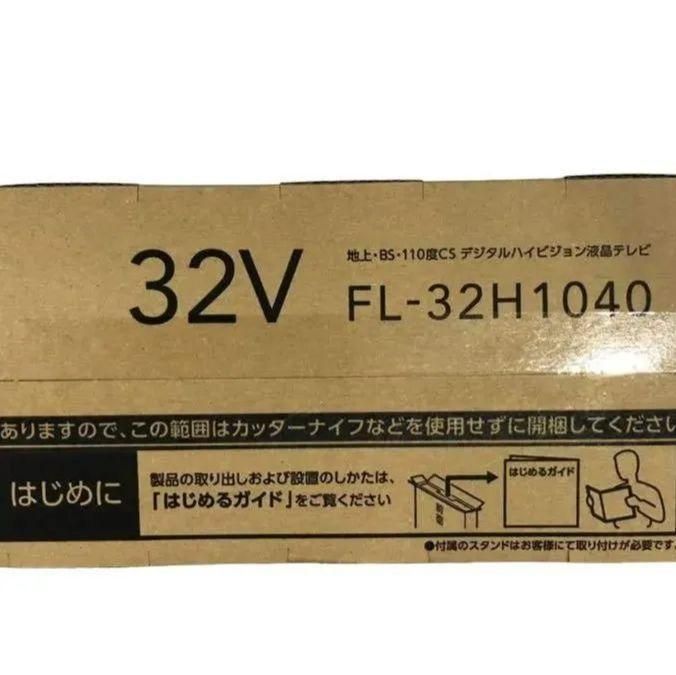 32V
地上・BS・110度CS デジタルハイビジョン液晶テレビ
FL-32H1040
ありますので、この範囲はカッターナイフなどを使用せずに開梱してください
はじめに
製品の取り出しおよび設置のしかたは、
「はじめるガイド」をご覧ください
はじめるガイド
●付属のスタンドはお客様にて取り付けが必要です。